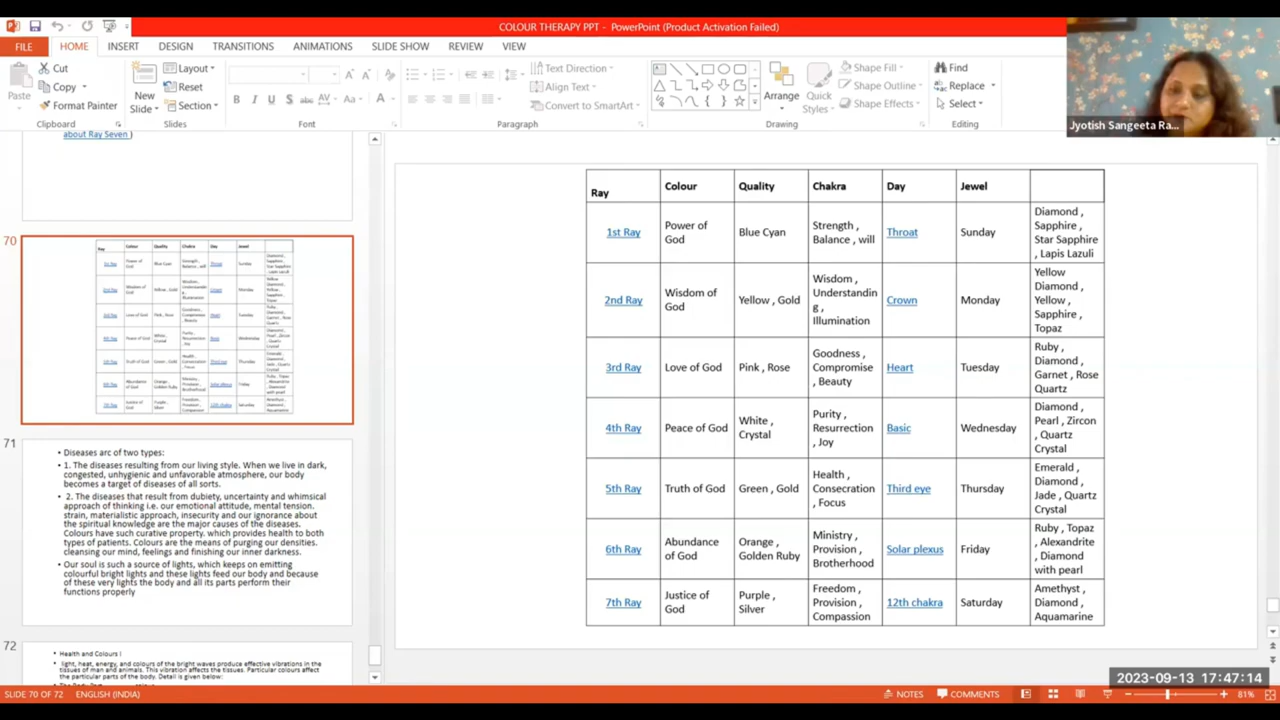 COLOUR THERAPY PPT - PowerPoint (Product Activation Failed)
FILE HOME INSERT DESIGN TRANSITIONS ANIMATIONS SLIDE SHOW REVIEW VIEW
Paste
Cut
Copy
Format Painter
Clipboard
New
Slide
Layout
Reset
Section
Slides
B I U S abc AV Aa A
Font
Text Direction
Align Text
Convert to SmartArt
Paragraph
Arrange
Quick
Styles
Shape Fill
Shape Outline
Shape Effects
Drawing
Find
Replace
Select
Editing
Jyotish Sangeeta Ra...
about Ray Seven )
70
Ray Colour Quality Chakra Day Jewel
1st Ray Power of God Blue Cyan Strength , Balance , will Throat Sunday Diamond , Sapphire , Star Sapphire , Lapis Lazuli
2nd Ray Wisdom of God Yellow , Gold Wisdom , Understanding , Illumination Crown Monday Yellow Diamond , Yellow , Sapphire , Topaz
3rd Ray Love of God Pink , Rose Goodness , Compromise , Beauty Heart Tuesday Ruby , Diamond , Garnet , Rose Quartz
4th Ray Peace of God White , Crystal Purity , Resurrection , Joy Basic Wednesday Diamond , Pearl , Zircon , Quartz Crystal
5th Ray Truth of God Green , Gold Health , Consecration , Focus Third eye Thursday Emerald , Diamond , Jade , Quartz Crystal
6th Ray Abundance of God Orange , Golden Ruby Ministry , Provision , Brotherhood Solar plexus Friday Ruby , Topaz , Alexandrite , Diamond with pearl
7th Ray Justice of God Purple , Silver Freedom , Provision , Compassion 12th chakra Saturday Amethyst , Diamond , Aquamarine
71
• Diseases arc of two types:
• 1. The diseases resulting from our living style. When we live in dark,
congested, unhygienic and unfavorable atmosphere, our body
becomes a target of diseases of all sorts.
• 2. The diseases that result from dubiety, uncertainty and whimsical
approach of thinking i.e. our emotional attitude, mental tension.
strain, materialistic approach, insecurity and our ignorance about
the spiritual knowledge are the major causes of the diseases.
Colours have such curative property. which provides health to both
types of patients. Colours are the means of purging our densities.
cleansing our mind, feelings and finishing our inner darkness.
• Our soul is such a source of lights, which keeps on emitting
colourful bright lights and these lights feed our body and because
of these very lights the body and all its parts perform their
functions properly
72
• Health and Colours I
• light, heat, energy, and colours of the bright waves produce effective vibrations in the
tissues of man and animals. This vibration affects the tissues. Particular colours affect
the particular parts of the body. Detail is given below:
2023-09-13 17:47:14
SLIDE 70 OF 72 ENGLISH (INDIA) NOTES COMMENTS 81%